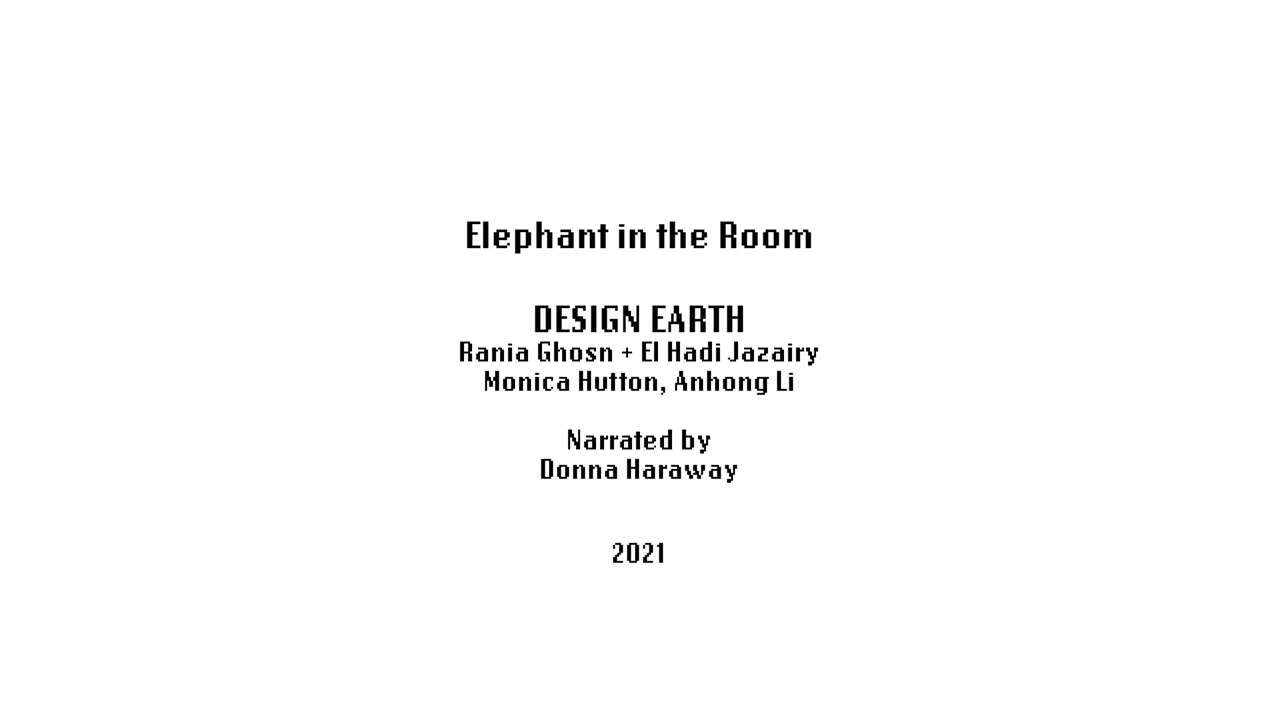 Elephant in the Room
DESIGN EARTH
Rania Ghosn + El Hadi Jazairy
Monica Hutton, Anhong Li
Narrated by
Donna Haraway
2021